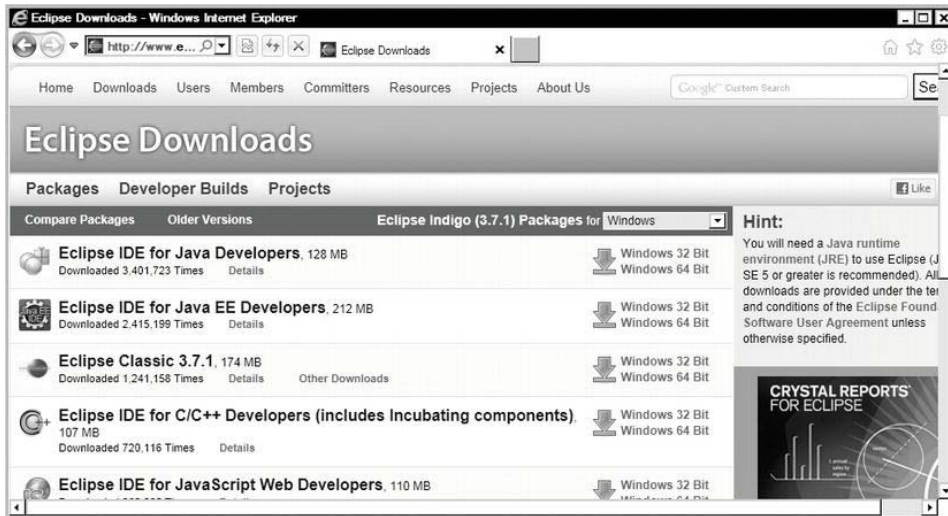 Eclipse Downloads - Windows Internet Explorer
http://www.e...
Eclipse Downloads
Home Downloads Users Members Committers Resources Projects About Us
Google™ Custom Search
Se
Eclipse Downloads
Packages Developer Builds Projects
Like
Compare Packages Older Versions Eclipse Indigo (3.7.1) Packages for Windows
Eclipse IDE for Java Developers, 128 MB
Downloaded 3,401,723 Times Details
Windows 32 Bit
Windows 64 Bit
Eclipse IDE for Java EE Developers, 212 MB
Downloaded 2,415,199 Times Details
Windows 32 Bit
Windows 64 Bit
Eclipse Classic 3.7.1, 174 MB
Downloaded 1,241,158 Times Details Other Downloads
Windows 32 Bit
Windows 64 Bit
Eclipse IDE for C/C++ Developers (includes Incubating components),
107 MB
Downloaded 720,116 Times Details
Windows 32 Bit
Windows 64 Bit
Eclipse IDE for JavaScript Web Developers, 110 MB
Windows 32 Bit
Hint:
You will need a Java runtime
environment (JRE) to use Eclipse (J
SE 5 or greater is recommended). All
downloads are provided under the ter
and conditions of the Eclipse Found
Software User Agreement unless
otherwise specified.
CRYSTAL REPORTS
FOR ECLIPSE